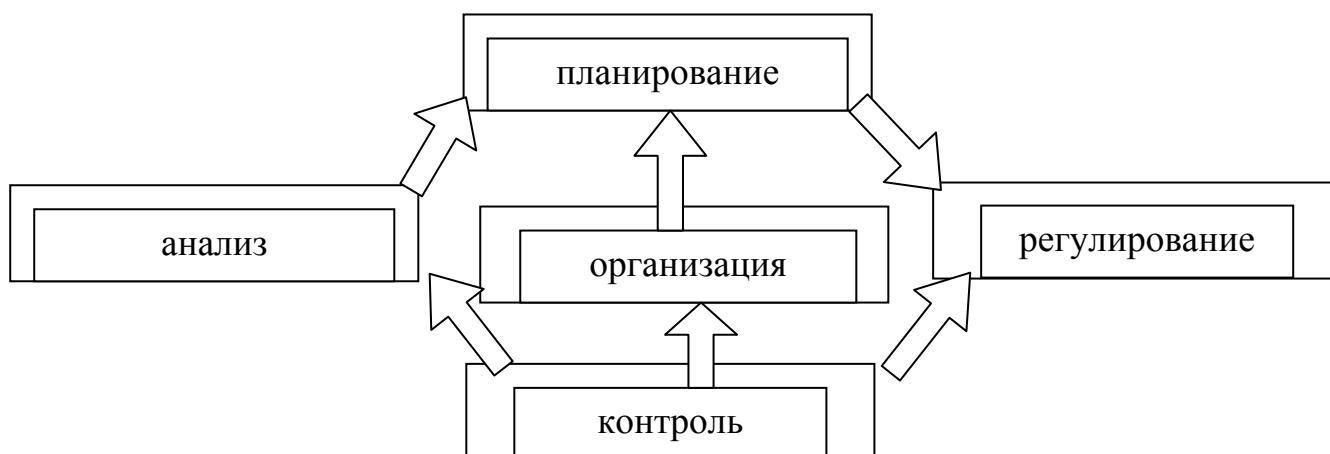 планирование
анализ
организация
регулирование
контроль